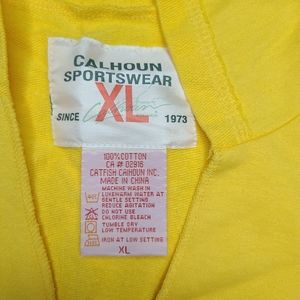 CALHOUN
SPORTSWEAR
XL
SINCE 1973
100% COTTON
CA # 02916
CATFISH CALHOUN INC.
MADE IN CHINA
MACHINE WASH IN
LUKEWARM WATER AT
GENTLE SETTING
REDUCE AGITATION
DO NOT USE
CHLORINE BLEACH
TUMBLE DRY
LOW TEMPERATURE
IRON AT LOW SETTING
XL